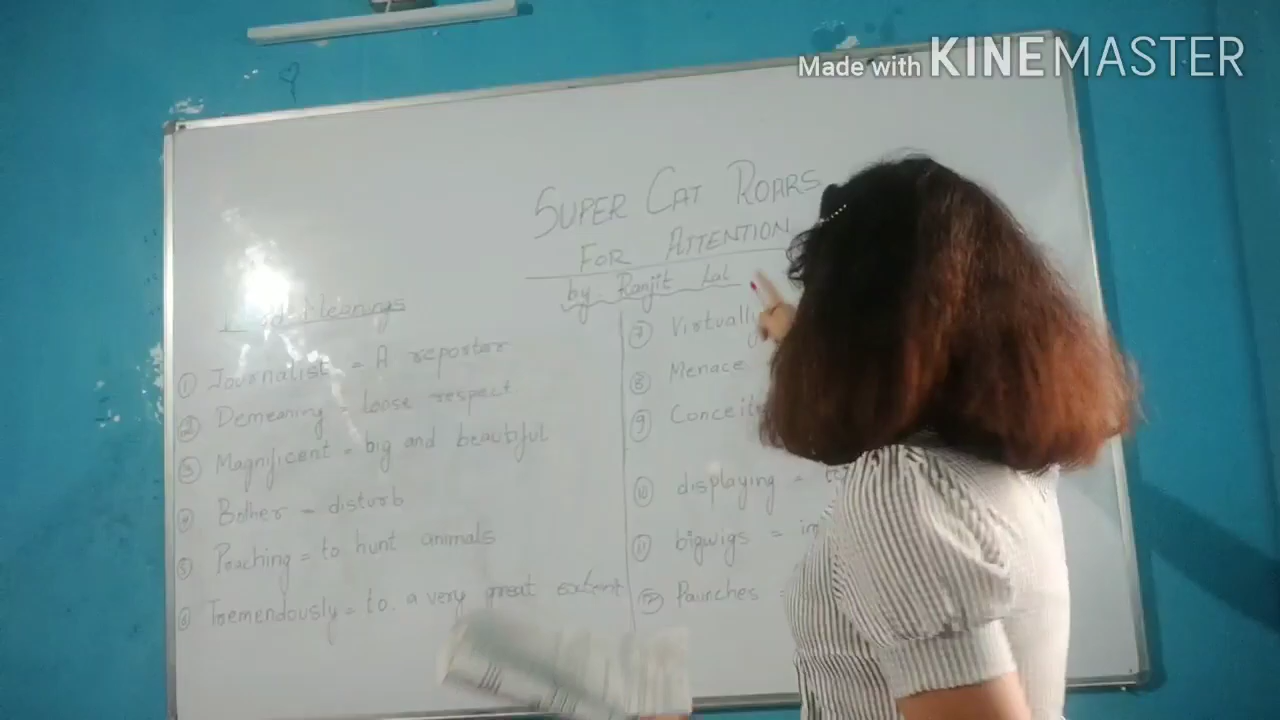 Made with KINEMASTER
SUPER CAT ROARS
FOR ATTENTION
by Ranjit Lal
Meanings
① Journalist = A reporter
② Demeaning = Loose respect
③ Magnificent = big and beautiful
④ Bother = disturb
⑤ Poaching = to hunt animals
⑥ Tremendously = to a very great extent
⑦ Virtually
⑧ Menace
⑨ Conceit
⑩ displaying =
⑪ bigwigs =
⑫ Paunches =